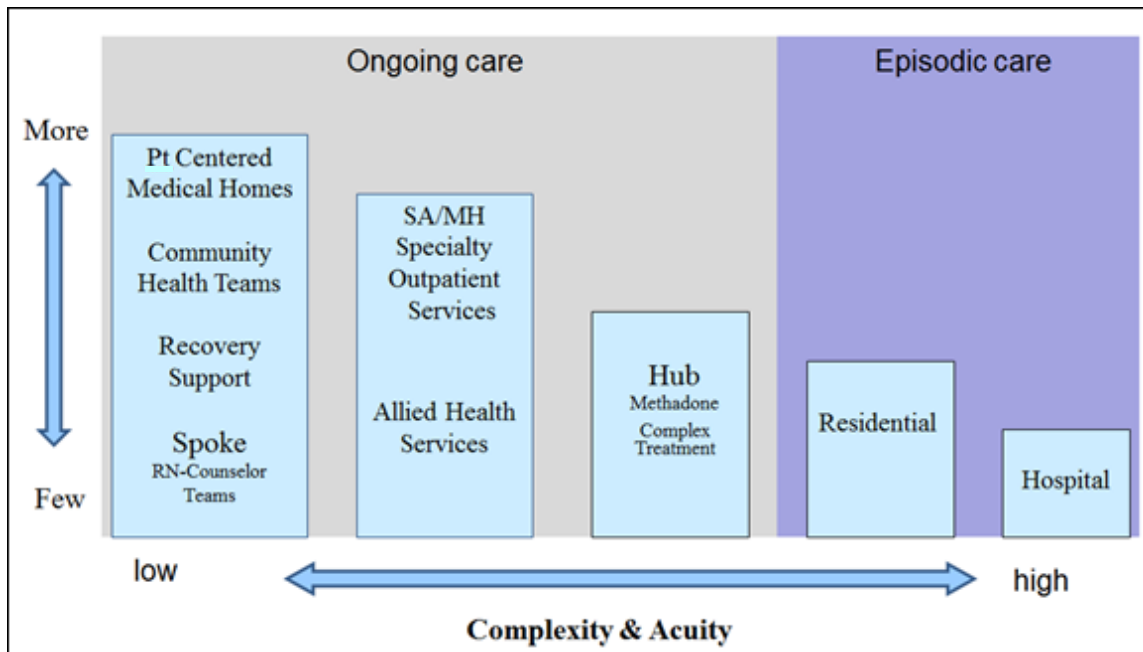 Ongoing care
Episodic care
More
Few
Pt Centered
Medical Homes
Community
Health Teams
Recovery
Support
Spoke
RN-Counselor
Teams
SA/MH
Specialty
Outpatient
Services
Allied Health
Services
Hub
Methadone
Complex
Treatment
Residential
Hospital
low
high
Complexity & Acuity